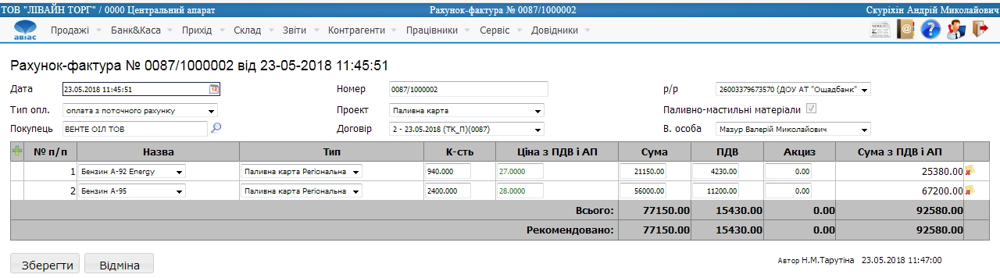 ТОВ "ЛІВАЙН ТОРГ" / 0000 Центральний апарат Рахунок-фактура № 0087/1000002 Скуріхін Андрій Миколайович
авіас Продажі Банк&Каса Прихід Склад Звіти Контрагенти Працівники Сервіс Довідники NEWS
Рахунок-фактура № 0087/1000002 від 23-05-2018 11:45:51
Дата 23.05.2018 11:45:51 12 Номер 0087/1000002 р/р 26003379673570 (ДОУ АТ "Ощадбанк"
Тип опл. оплата з поточного рахунку Проект Паливна карта Паливно-мастильні матеріали
Покупець ВЕНТЕ ОІЛ ТОВ Договір 2 - 23.05.2018 (ТК_П)(0087) В. особа Мазур Валерій Миколайович
№ п/п Назва Тип К-сть Ціна з ПДВ і АП Сума ПДВ Акциз Сума з ПДВ і АП
1 Бензин А-92 Energy Паливна карта Регіональна 940.000 27.0000 21150.00 4230.00 0.00 25380.00
2 Бензин А-95 Паливна карта Регіональна 2400.000 28.0000 56000.00 11200.00 0.00 67200.00
Всього: 77150.00 15430.00 0.00 92580.00
Рекомендовано: 77150.00 15430.00 0.00 92580.00
Зберегти Відміна Автор Н.М.Тарутіна 23.05.2018 11:47:00